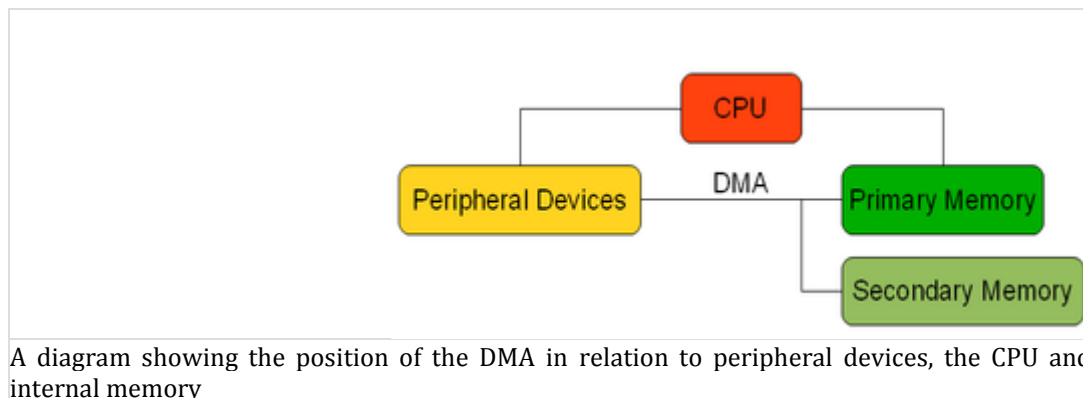 CPU
DMA
Peripheral Devices
Primary Memory
Secondary Memory
A diagram showing the position of the DMA in relation to peripheral devices, the CPU and
internal memory